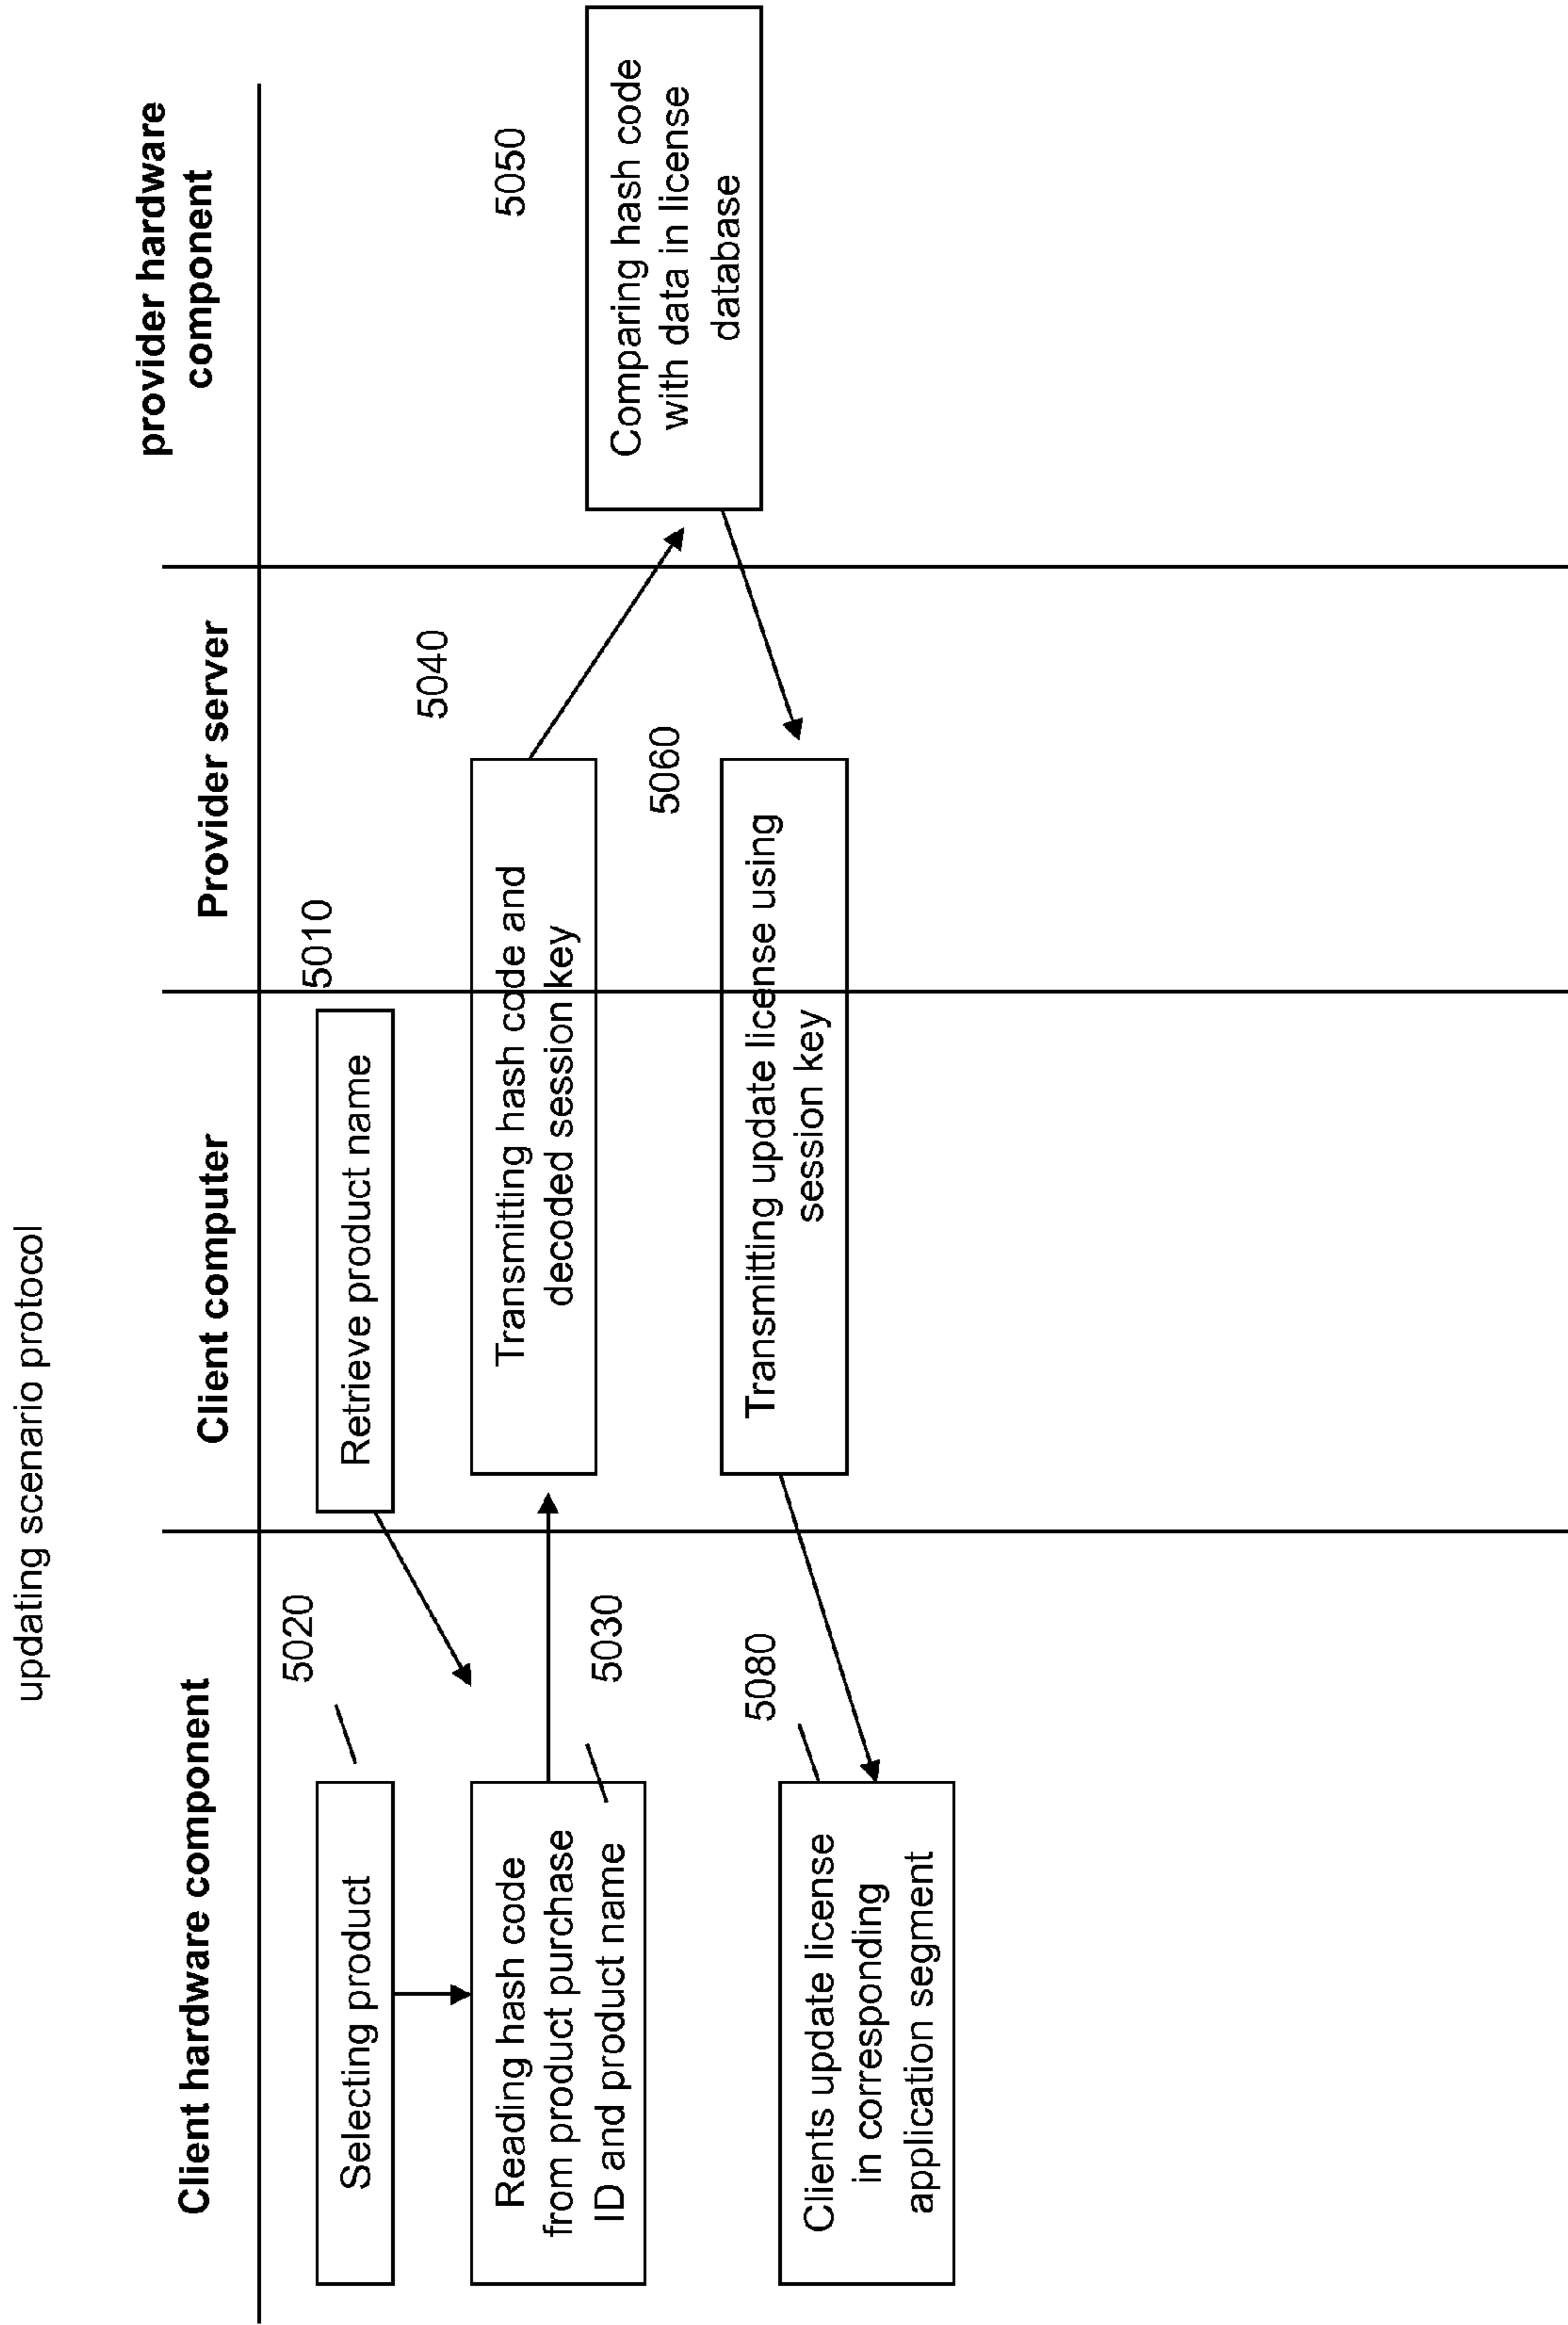 updating scenario protocol
Client hardware component
Client computer
Provider server
provider hardware
component
5020
5010
Selecting product
Retrieve product name
5040
5050
Reading hash code
from product purchase
ID and product name
5030
Transmitting hash code and
decoded session key
Comparing hash code
with data in license
database
5060
5080
Transmitting update license using
session key
Clients update license
in corresponding
application segment